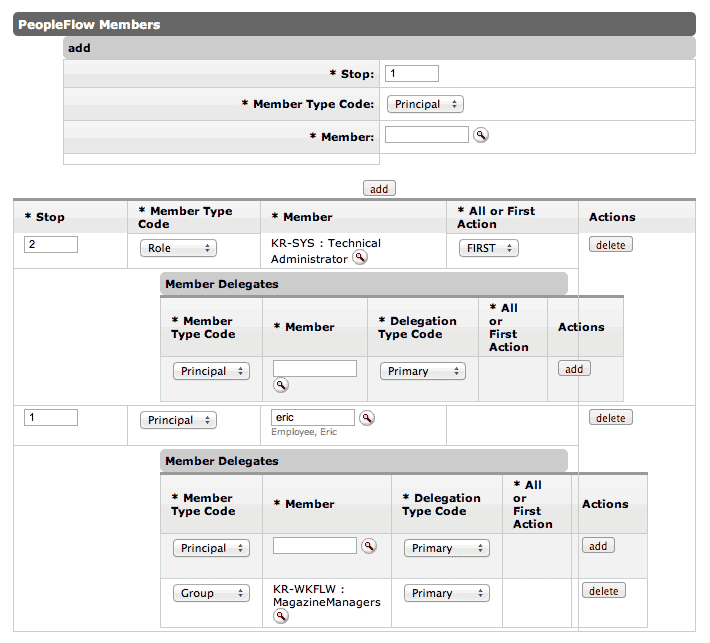 PeopleFlow Members
add
* Stop: 1
* Member Type Code: Principal
* Member:
add
* Stop * Member Type Code * Member * All or First Action Actions
2 Role KR-SYS : Technical Administrator FIRST delete
Member Delegates
* Member Type Code * Member * Delegation Type Code * All or First Action Actions
Principal Primary add
1 Principal eric delete
Employee, Eric
Member Delegates
* Member Type Code * Member * Delegation Type Code * All or First Action Actions
Principal Primary add
Group KR-WKFLW : MagazineManagers Primary delete